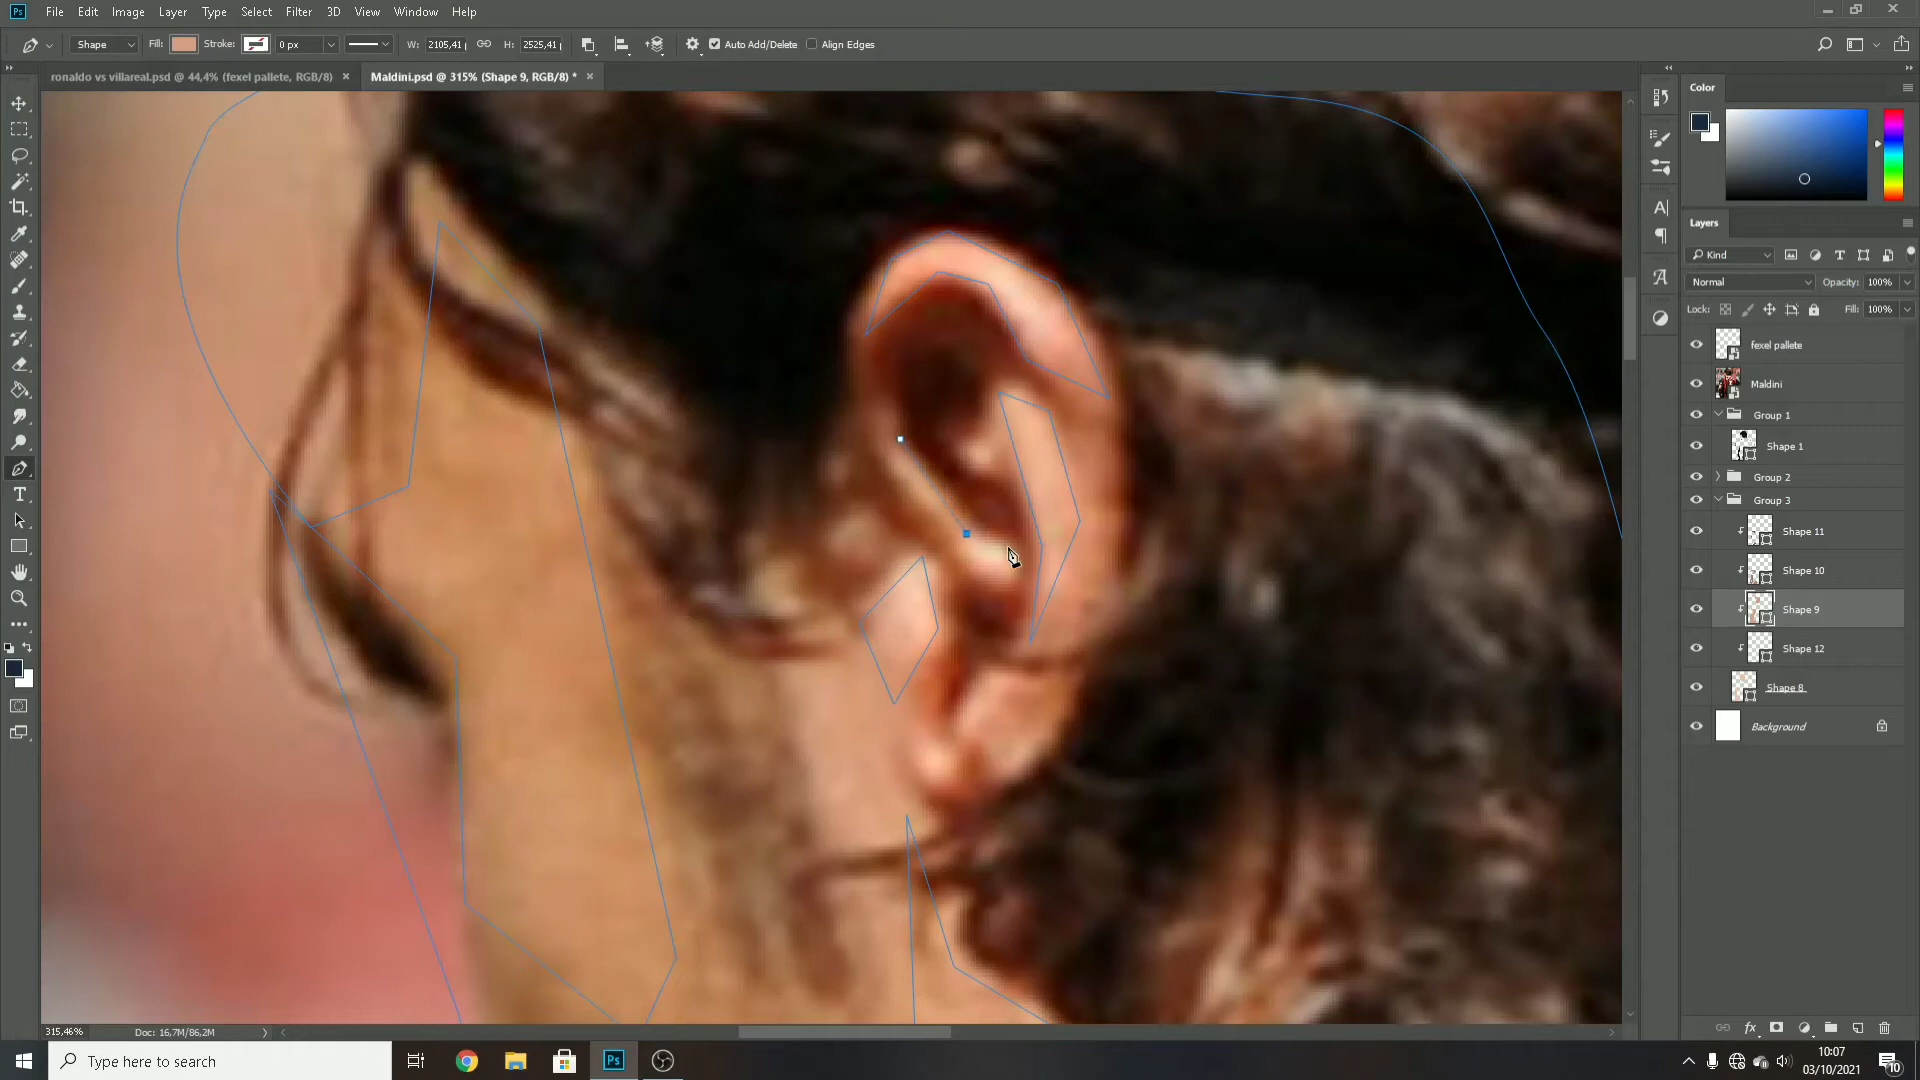 Ps File Edit Image Layer Type Select Filter 3D View Window Help
Shape Fill: Stroke: 0 px W: 2105,41 p H: 2525,41 p Auto Add/Delete Align Edges
ronaldo vs villareal.psd @ 44,4% (fexel pallete, RGB/8) × Maldini.psd @ 315% (Shape 9, RGB/8) * ×
Color
Layers
Kind
Normal Opacity: 100%
Lock: Fill: 100%
fexel pallete
Maldini
Group 1
Shape 1
Group 2
Group 3
Shape 11
Shape 10
Shape 9
Shape 12
Shape 8
Background
315,46% Doc: 16,7M/86,2M
Type here to search
Ps
10:07
03/10/2021
10